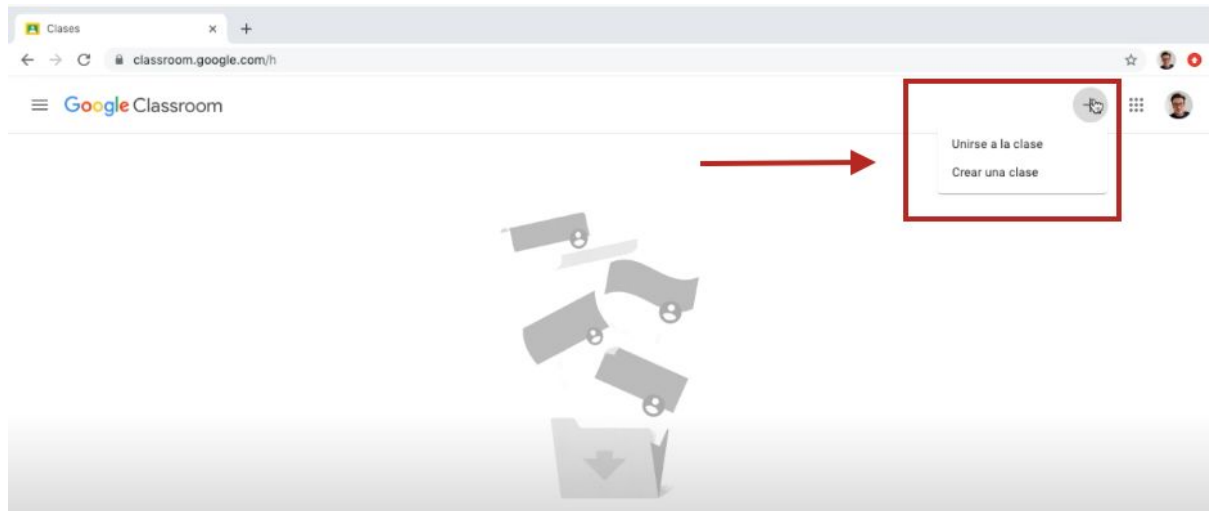 Clases
classroom.google.com/h
Google Classroom
Unirse a la clase
Crear una clase